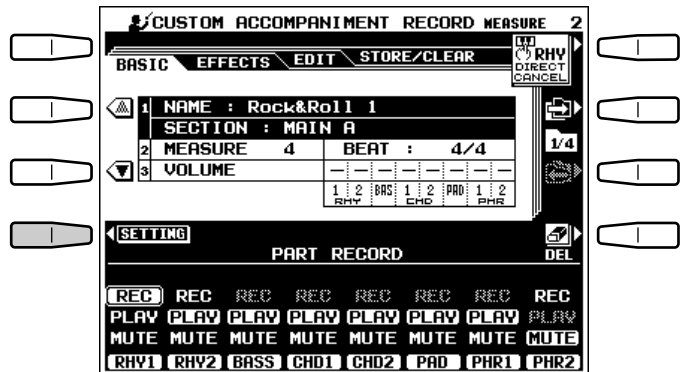 CUSTOM ACCOMPANIMENT RECORD MEASURE 2
BASIC EFFECTS EDIT STORE/CLEAR
RHY
DIRECT
CANCEL
1 NAME : Rock&Roll 1
SECTION : MAIN A
2 MEASURE 4 BEAT : 4/4
1/4
3 VOLUME - - - - - - - -
1 2 BAS 1 2 PAD 1 2
RHY CHD PHR
SETTING
PART RECORD
DEL
REC REC REC REC REC REC REC REC
PLAY PLAY PLAY PLAY PLAY PLAY PLAY PLAY
MUTE MUTE MUTE MUTE MUTE MUTE MUTE MUTE
RHY1 RHY2 BASS CHD1 CHD2 PAD PHR1 PHR2